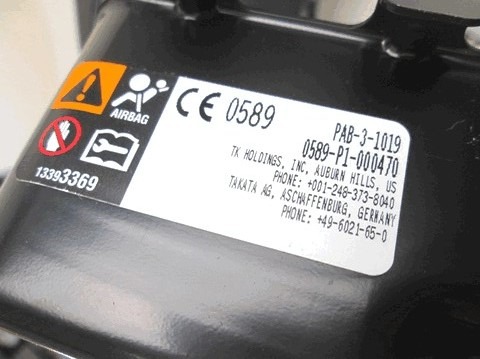 AIRBAG
13393369
CE 0589
PAB-3-1019
0589-P1-000470
TK HOLDINGS, INC, AUBURN HILLS, US
PHONE: +001-248-373-8040
TAKATA AG, ASCHAFFENBURG, GERMANY
PHONE: +49-6021-65-0